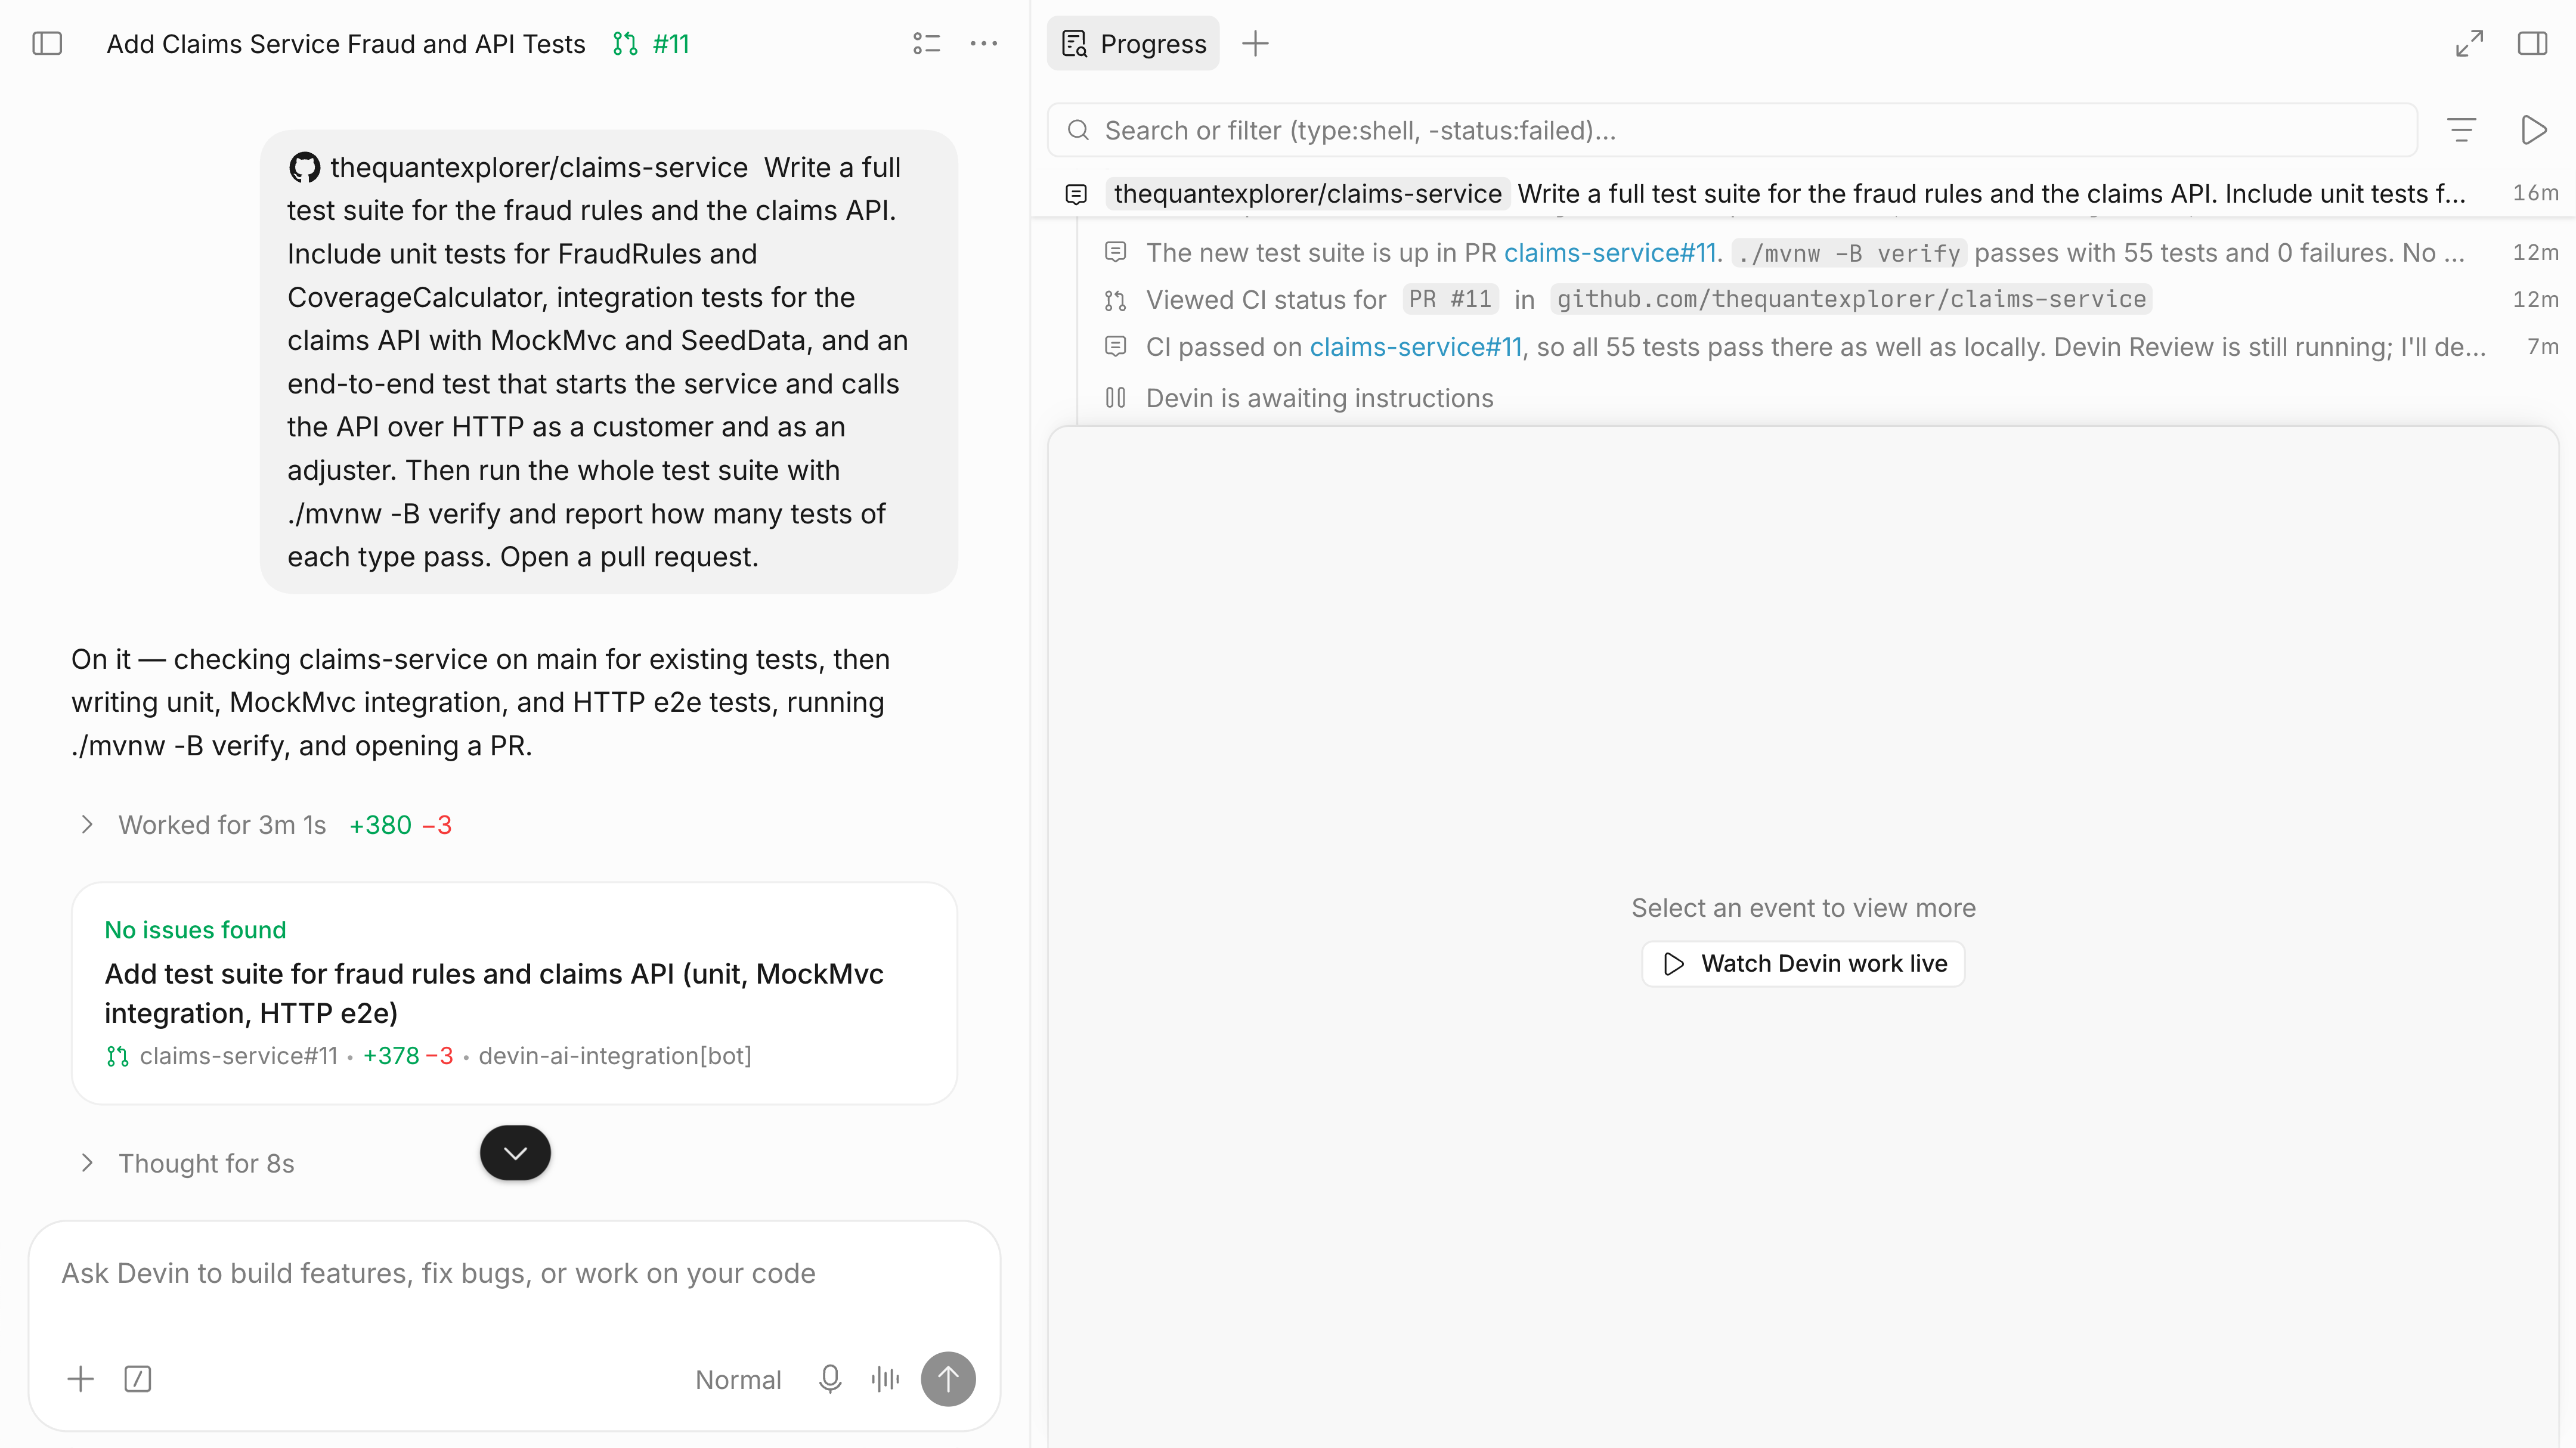 Add Claims Service Fraud and API Tests #11
thequantexplorer/claims-service Write a full
test suite for the fraud rules and the claims API.
Include unit tests for FraudRules and
CoverageCalculator, integration tests for the
claims API with MockMvc and SeedData, and an
end-to-end test that starts the service and calls
the API over HTTP as a customer and as an
adjuster. Then run the whole test suite with
./mvnw -B verify and report how many tests of
each type pass. Open a pull request.
On it — checking claims-service on main for existing tests, then
writing unit, MockMvc integration, and HTTP e2e tests, running
./mvnw -B verify, and opening a PR.
Worked for 3m 1s +380 −3
No issues found
Add test suite for fraud rules and claims API (unit, MockMvc
integration, HTTP e2e)
claims-service#11 • +378 −3 • devin-ai-integration[bot]
Thought for 8s
Ask Devin to build features, fix bugs, or work on your code
Normal
Progress
Search or filter (type:shell, -status:failed)...
thequantexplorer/claims-service Write a full test suite for the fraud rules and the claims API. Include unit tests f... 16m
The new test suite is up in PR claims-service#11. ./mvnw -B verify passes with 55 tests and 0 failures. No ... 12m
Viewed CI status for PR #11 in github.com/thequantexplorer/claims-service 12m
CI passed on claims-service#11, so all 55 tests pass there as well as locally. Devin Review is still running; I'll de... 7m
Devin is awaiting instructions
Select an event to view more
Watch Devin work live